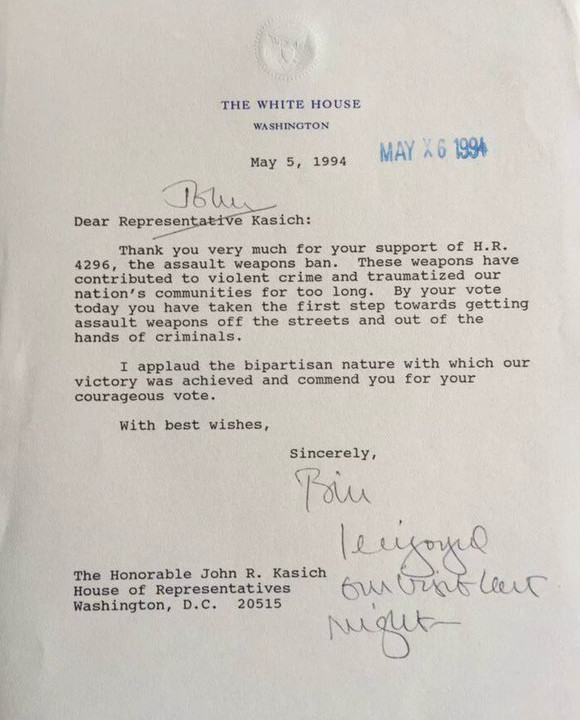 THE WHITE HOUSE
WASHINGTON
May 5, 1994
MAY X 6 1994
John
Dear Representative Kasich:
Thank you very much for your support of H.R.
4296, the assault weapons ban.  These weapons have
contributed to violent crime and traumatized our
nation's communities for too long.  By your vote
today you have taken the first step towards getting
assault weapons off the streets and out of the
hands of criminals.
I applaud the bipartisan nature with which our
victory was achieved and commend you for your
courageous vote.
With best wishes,
Sincerely,
Bill
I enjoyed
our visit last
night
The Honorable John R. Kasich
House of Representatives
Washington, D.C.  20515